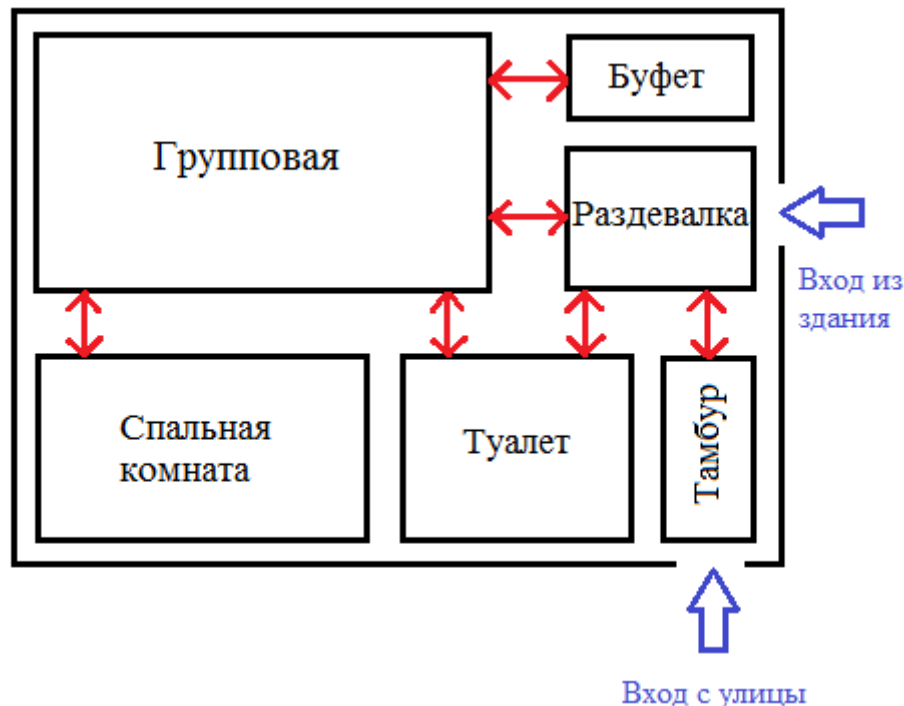 Групповая
Буфет
Раздевалка
Вход из
здания
Спальная
комната
Туалет
Тамбур
Вход с улицы